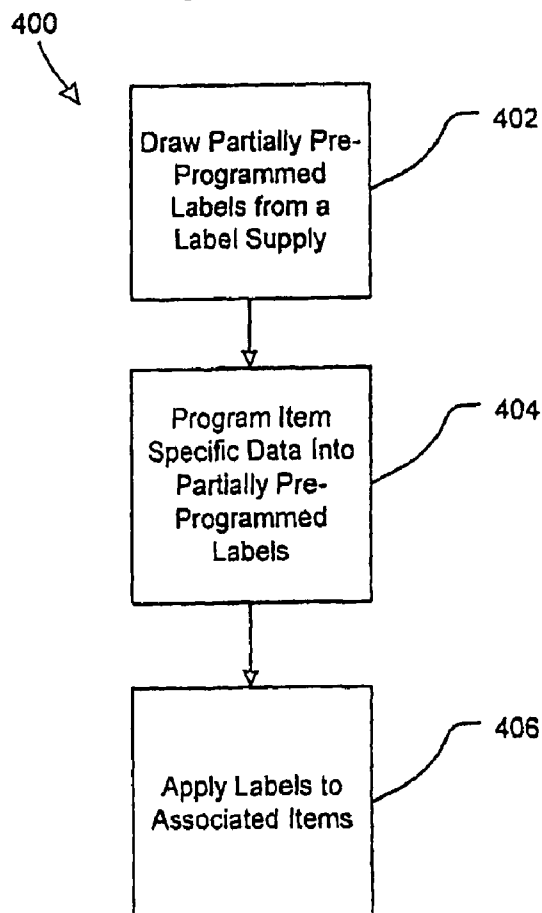 400
Draw Partially Pre-
Programmed
Labels from a
Label Supply
402
Program Item
Specific Data Into
Partially Pre-
Programmed
Labels
404
Apply Labels to
Associated Items
406